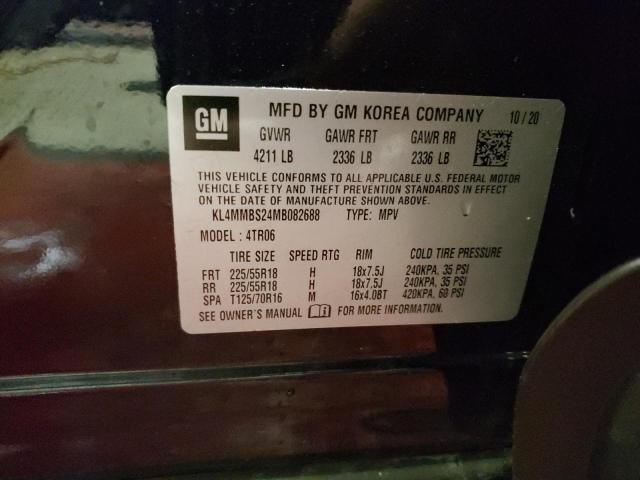 GM MFD BY GM KOREA COMPANY 10/20
GVWR GAWR FRT GAWR RR
4211 LB 2336 LB 2336 LB
THIS VEHICLE CONFORMS TO ALL APPLICABLE U.S. FEDERAL MOTOR
VEHICLE SAFETY AND THEFT PREVENTION STANDARDS IN EFFECT
ON THE DATE OF MANUFACTURE SHOWN ABOVE.
KL4MMBS24MB082688 TYPE: MPV
MODEL : 4TR06
TIRE SIZE SPEED RTG RIM COLD TIRE PRESSURE
FRT 225/55R18 H 18x7.5J 240KPA, 35 PSI
RR 225/55R18 H 18x7.5J 240KPA, 35 PSI
SPA T125/70R16 M 16x4.0BT 420KPA, 60 PSI
SEE OWNER'S MANUAL FOR MORE INFORMATION.